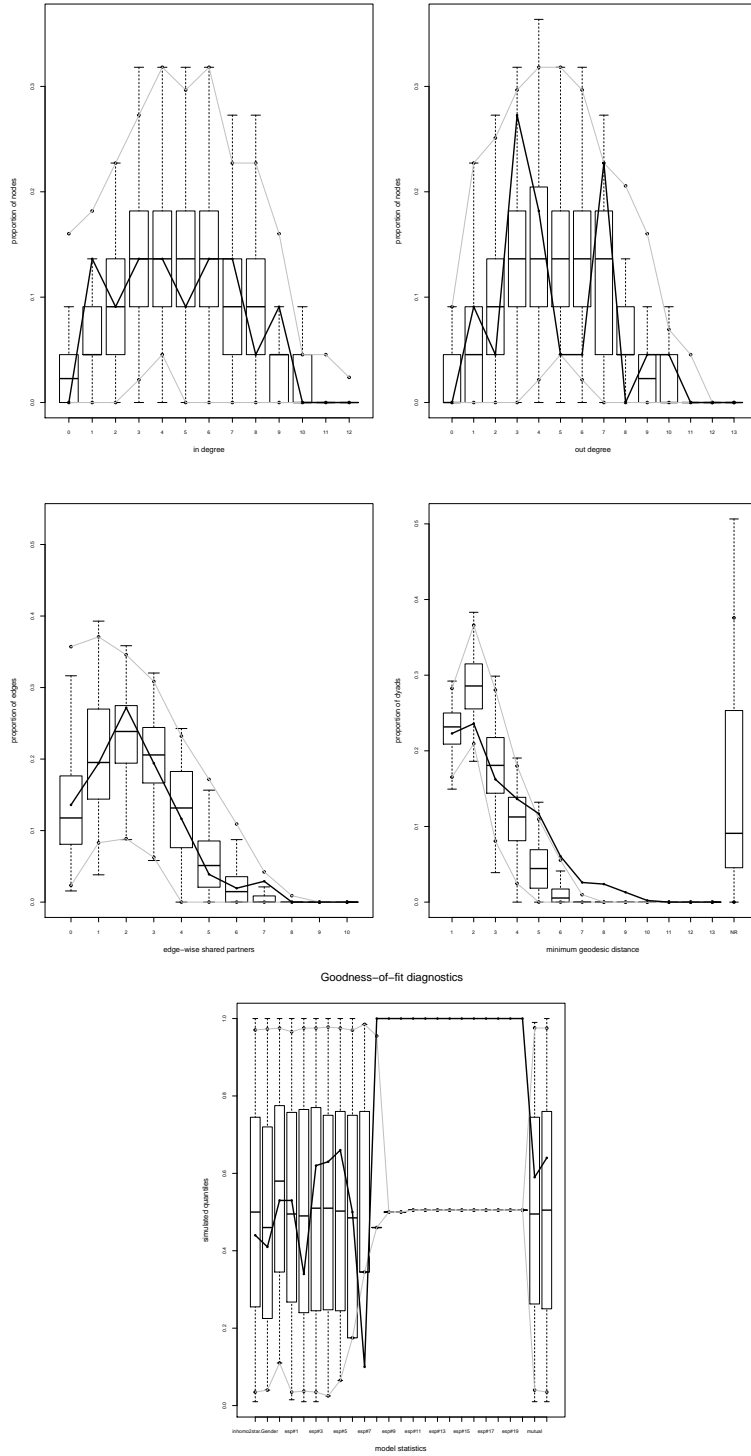 0.0 0.1 0.2 0.3
proportion of nodes
0 1 2 3 4 5 6 7 8 9 10 11 12
in degree
0.0 0.1 0.2 0.3
proportion of nodes
0 1 2 3 4 5 6 7 8 9 10 11 12 13
out degree
0.0 0.1 0.2 0.3 0.4 0.5
proportion of edges
0 1 2 3 4 5 6 7 8 9 10
edge−wise shared partners
0.0 0.1 0.2 0.3 0.4 0.5
proportion of dyads
1 2 3 4 5 6 7 8 9 10 11 12 13 NR
minimum geodesic distance
Goodness−of−fit diagnostics
0.0 0.2 0.4 0.6 0.8 1.0
simulated quantiles
inhomo2star.Gender esp#1 esp#3 esp#5 esp#7 esp#9 esp#11 esp#13 esp#15 esp#17 esp#19 mutual
model statistics